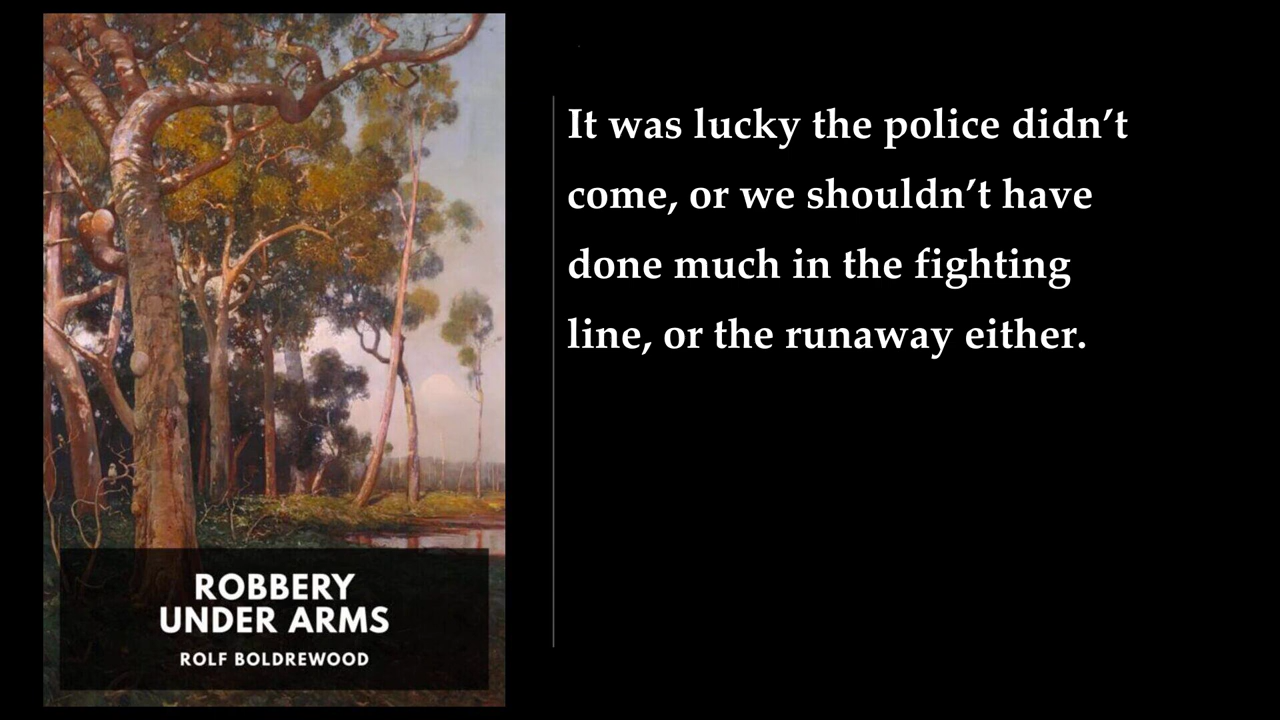 ROBBERY
UNDER ARMS
ROLF BOLDREWOOD
It was lucky the police didn’t
come, or we shouldn’t have
done much in the fighting
line, or the runaway either.